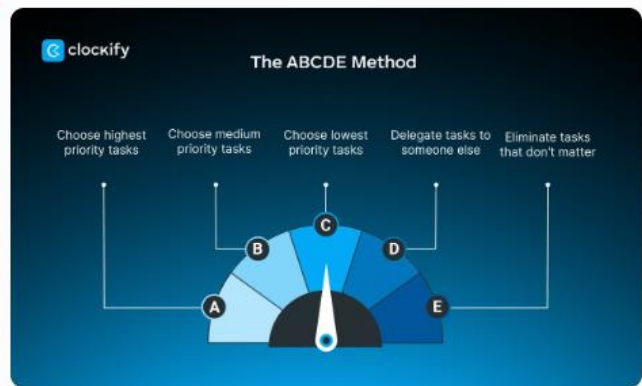 clockify
The ABCDE Method
Choose highest
priority tasks
Choose medium
priority tasks
Choose lowest
priority tasks
Delegate tasks to
someone else
Eliminate tasks
that don't matter
A
B
C
D
E